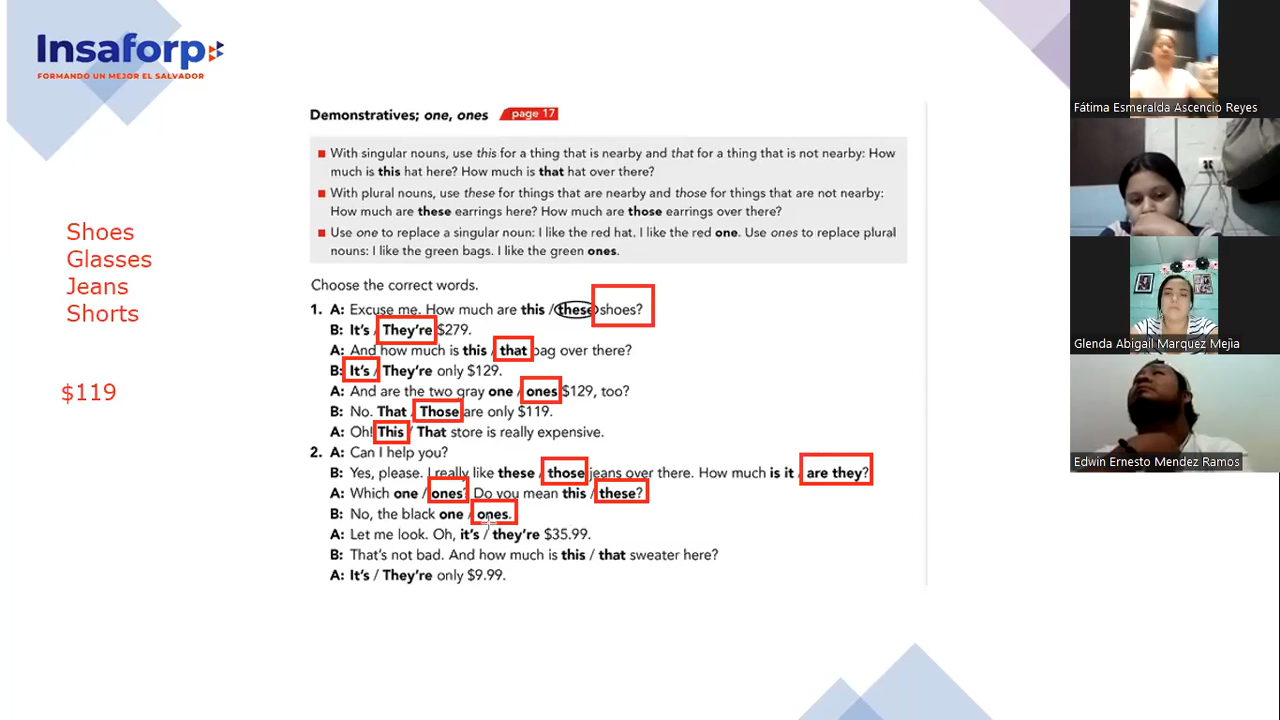 Insaforp
FORMANDO UN MEJOR EL SALVADOR
Demonstratives; one, ones page 17
With singular nouns, use this for a thing that is nearby and that for a thing that is not nearby: How
much is this hat here? How much is that hat over there?
With plural nouns, use these for things that are nearby and those for things that are not nearby:
How much are these earrings here? How much are those earrings over there?
Use one to replace a singular noun: I like the red hat. I like the red one. Use ones to replace plural
nouns: I like the green bags. I like the green ones.
Shoes
Glasses
Jeans
Shorts
$119
Choose the correct words.
1. A: Excuse me. How much are this / these shoes?
B: It's / They're $279.
A: And how much is this / that bag over there?
B: It's / They're only $129.
A: And are the two gray one / ones $129, too?
B: No. That / Those are only $119.
A: Oh! This / That store is really expensive.
2. A: Can I help you?
B: Yes, please. I really like these / those jeans over there. How much is it / are they?
A: Which one / ones? Do you mean this / these?
B: No, the black one / ones.
A: Let me look. Oh, it's / they're $35.99.
B: That's not bad. And how much is this / that sweater here?
A: It's / They're only $9.99.
Fátima Esmeralda Ascencio Reyes
Glenda Abigail Marquez Mejia
Edwin Ernesto Mendez Ramos